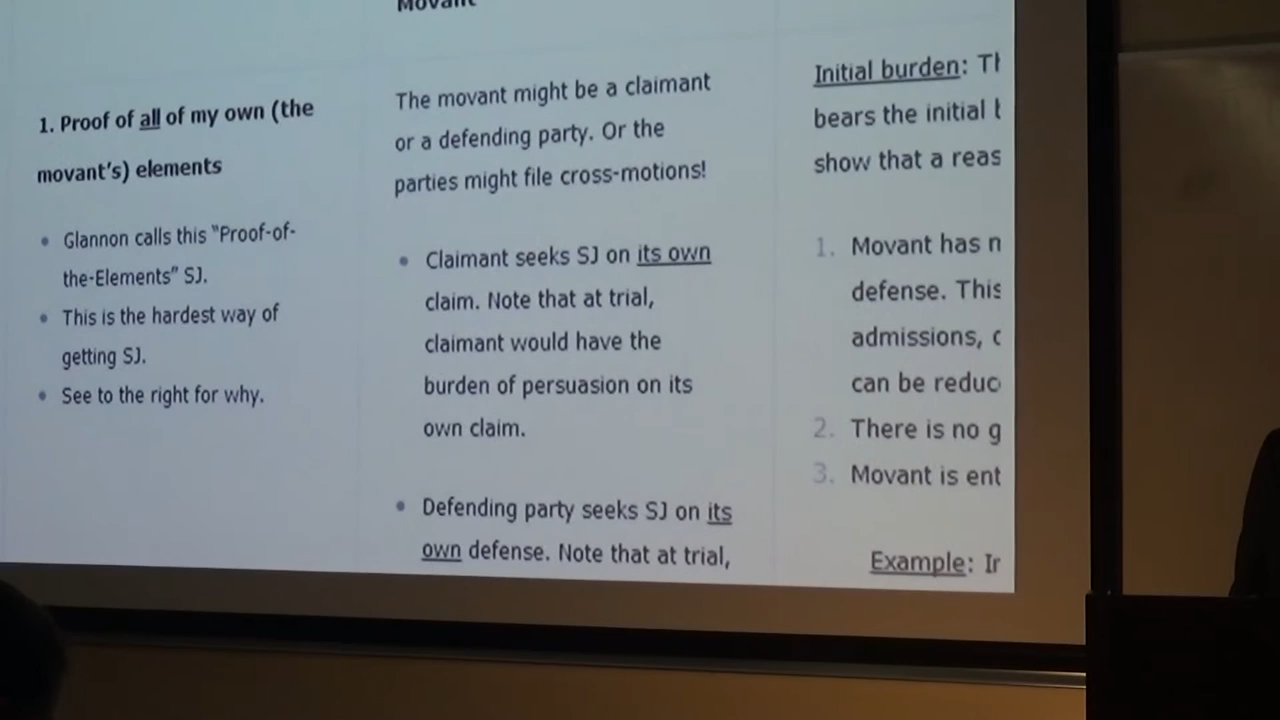 Movant
1. Proof of all of my own (the
movant's) elements
• Glannon calls this "Proof-of-
the-Elements" SJ.
• This is the hardest way of
getting SJ.
• See to the right for why.
The movant might be a claimant
or a defending party. Or the
parties might file cross-motions!
• Claimant seeks SJ on its own
claim. Note that at trial,
claimant would have the
burden of persuasion on its
own claim.
• Defending party seeks SJ on its
own defense. Note that at trial,
Initial burden:
bears the initial
show that a reas
1. Movant has n
defense. This
admissions,
can be reduc
2. There is no g
3. Movant is ent
Example: